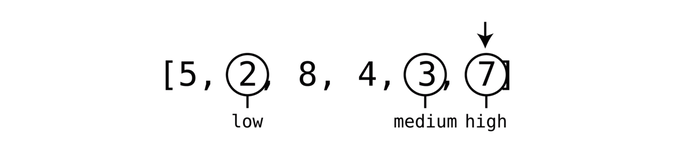 [5, 2, 8, 4, 3, 7]
low medium high